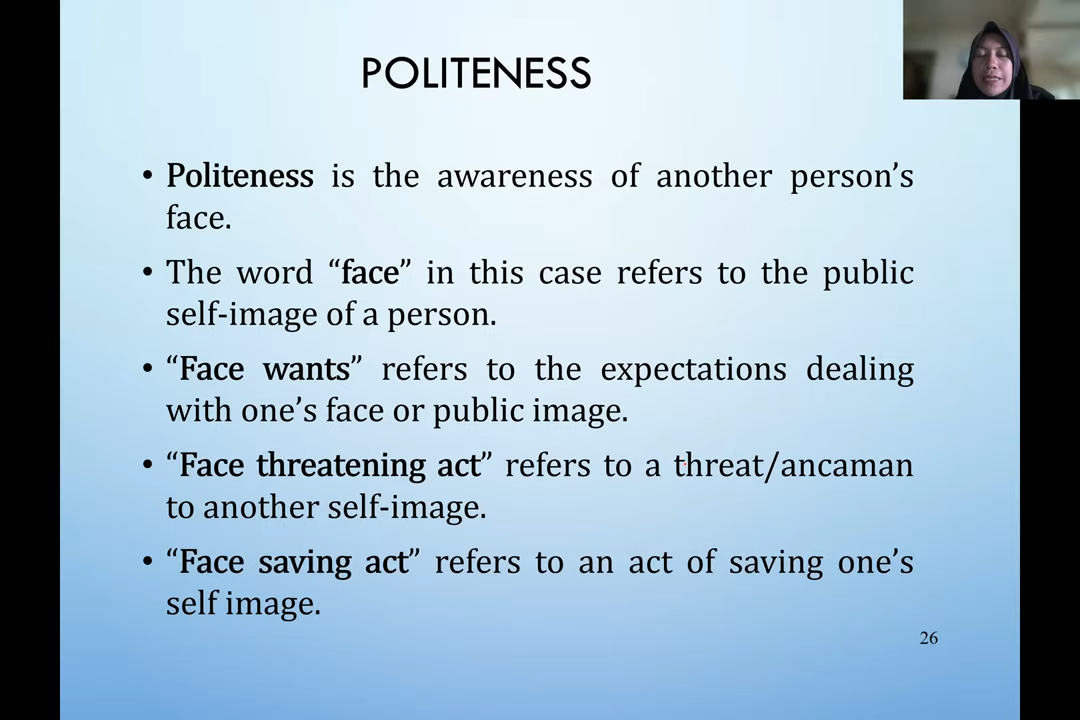 POLITENESS
• Politeness is the awareness of another person’s
face.
• The word “face” in this case refers to the public
self-image of a person.
• “Face wants” refers to the expectations dealing
with one’s face or public image.
• “Face threatening act” refers to a threat/ancaman
to another self-image.
• “Face saving act” refers to an act of saving one’s
self image.
26